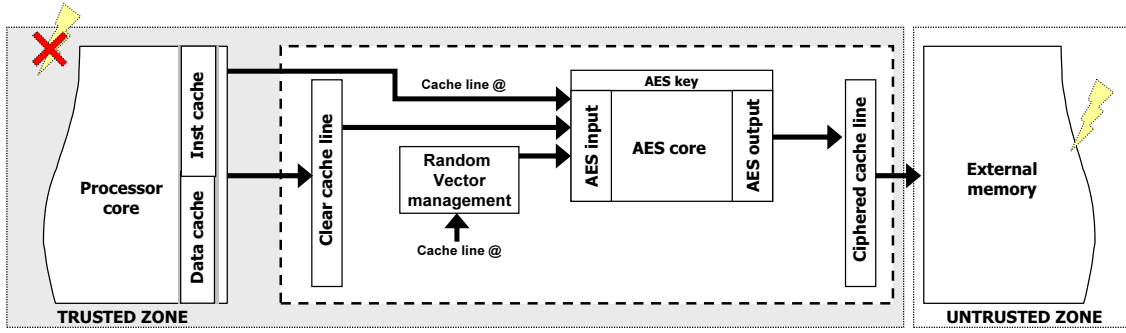 Processor
core
Inst cache
Data cache
Cache line @
Clear cache line
Random
Vector
management
Cache line @
AES key
AES input
AES core
AES output
Ciphered cache line
External
memory
TRUSTED ZONE
UNTRUSTED ZONE